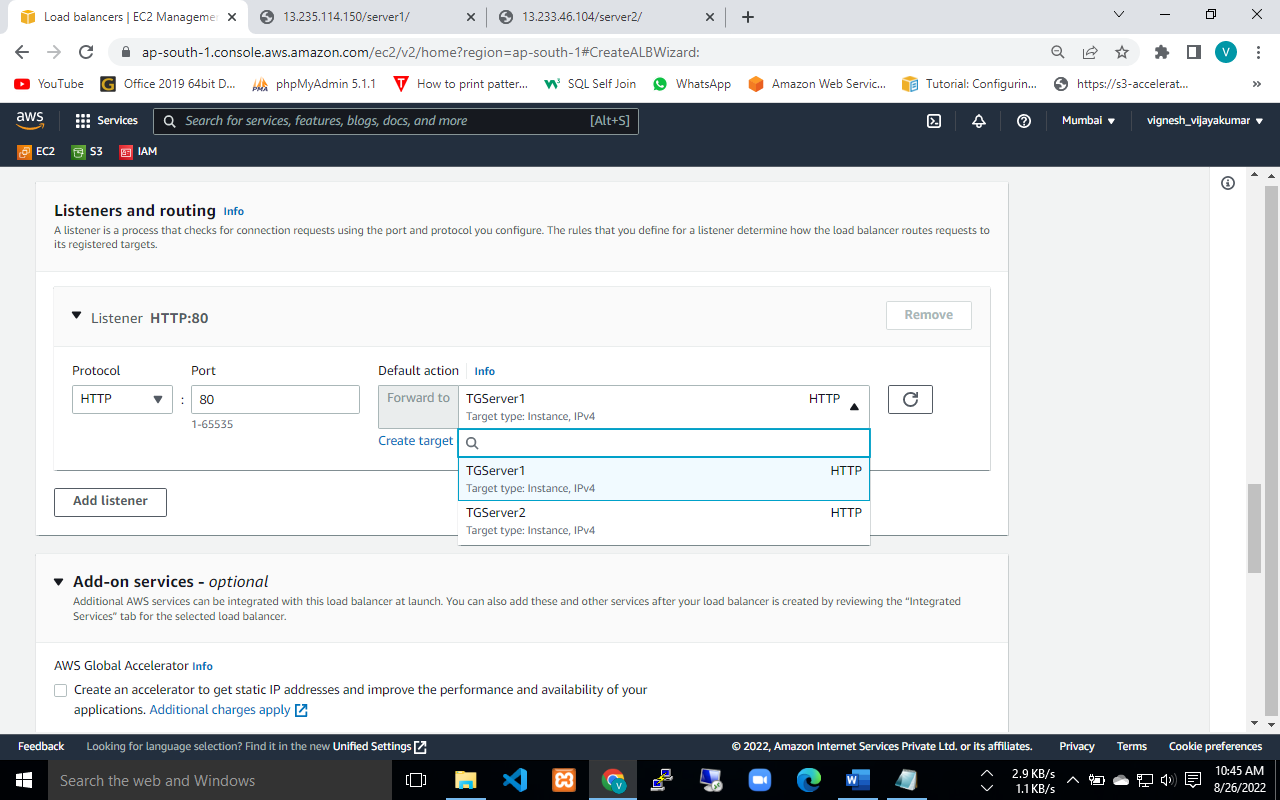 Load balancers | EC2 Manageme
13.235.114.150/server1/
13.233.46.104/server2/
ap-south-1.console.aws.amazon.com/ec2/v2/home?region=ap-south-1#CreateALBWizard:
V
YouTube
Office 2019 64bit D...
phpMyAdmin 5.1.1
How to print patter...
SQL Self Join
WhatsApp
Amazon Web Servic...
Tutorial: Configurin...
https://s3-accelerat...
»
aws
Services
Search for services, features, blogs, docs, and more
[Alt+S]
Mumbai
vignesh_vijayakumar
EC2
S3
IAM
Listeners and routing Info
A listener is a process that checks for connection requests using the port and protocol you configure. The rules that you define for a listener determine how the load balancer routes requests to
its registered targets.
Listener HTTP:80
Remove
Protocol
Port
Default action
Info
HTTP
:
80
1-65535
Forward to
TGServer1
HTTP
Target type: Instance, IPv4
Create target
TGServer1
HTTP
Target type: Instance, IPv4
TGServer2
HTTP
Target type: Instance, IPv4
Add listener
Add-on services - optional
Additional AWS services can be integrated with this load balancer at launch. You can also add these and other services after your load balancer is created by reviewing the “Integrated
Services” tab for the selected load balancer.
AWS Global Accelerator Info
Create an accelerator to get static IP addresses and improve the performance and availability of your
applications. Additional charges apply
Feedback
Looking for language selection? Find it in the new Unified Settings
© 2022, Amazon Internet Services Private Ltd. or its affiliates.
Privacy
Terms
Cookie preferences
Search the web and Windows
2.9 KB/s
1.1 KB/s
10:45 AM
8/26/2022